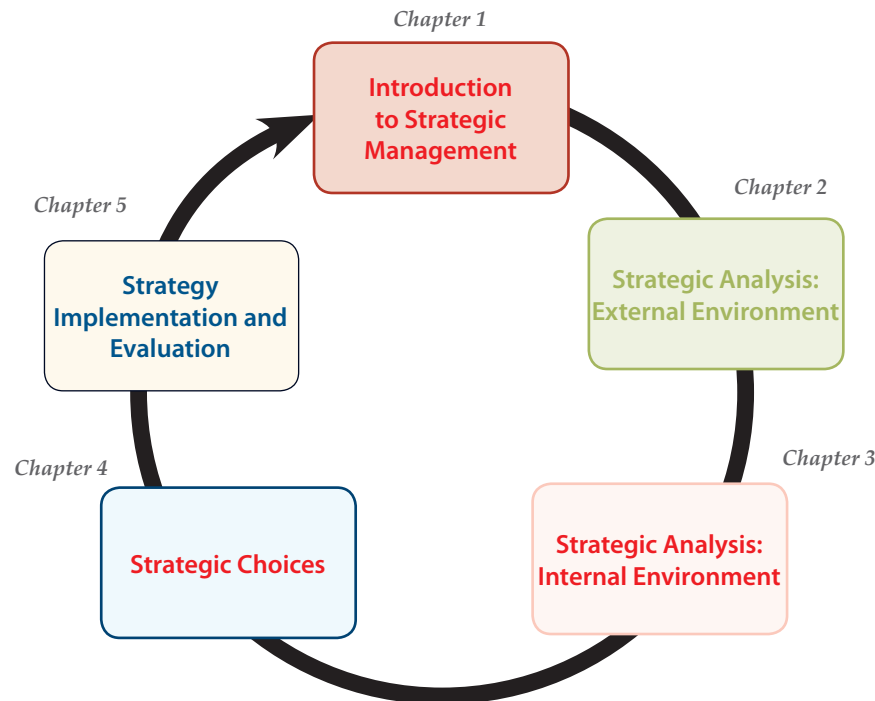 Chapter 1
Introduction
to Strategic
Management
Chapter 2
Strategic Analysis:
External Environment
Chapter 3
Strategic Analysis:
Internal Environment
Chapter 4
Strategic Choices
Chapter 5
Strategy
Implementation and
Evaluation